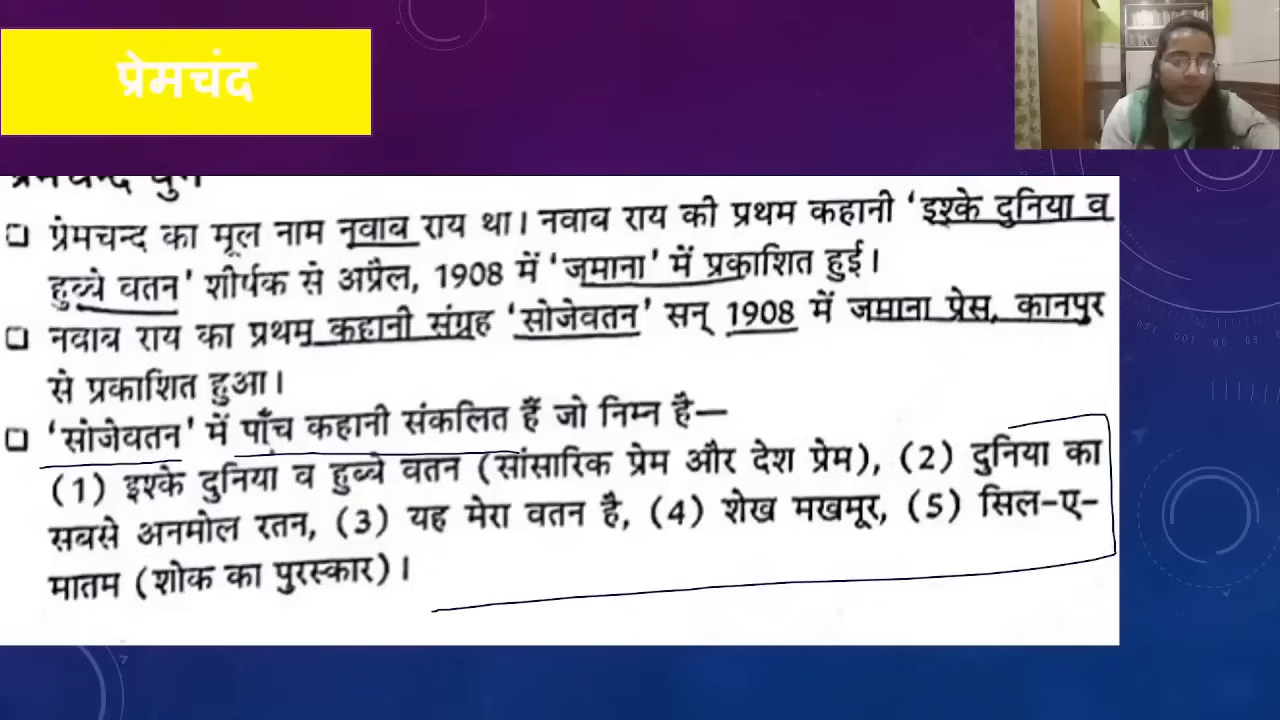 प्रेमचंद
प्रेमचन्द युग
प्रेमचन्द का मूल नाम नवाब राय था। नवाब राय की प्रथम कहानी ‘इश्के दुनिया व
हुब्बे वतन’ शीर्षक से अप्रैल, 1908 में ‘जमाना’ में प्रकाशित हुई।
नवाब राय का प्रथम कहानी संग्रह ‘सोजेवतन’ सन् 1908 में जमाना प्रेस, कानपुर
से प्रकाशित हुआ।
‘सोजेवतन’ में पाँच कहानी संकलित हैं जो निम्न है—
(1) इश्के दुनिया व हुब्बे वतन (सांसारिक प्रेम और देश प्रेम), (2) दुनिया का
सबसे अनमोल रतन, (3) यह मेरा वतन है, (4) शेख मखमूर, (5) सिल-ए-
मातम (शोक का पुरस्कार)।